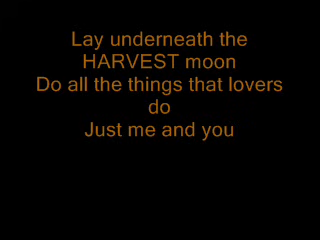 Lay underneath the
HARVEST moon
Do all the things that lovers
do
Just me and you